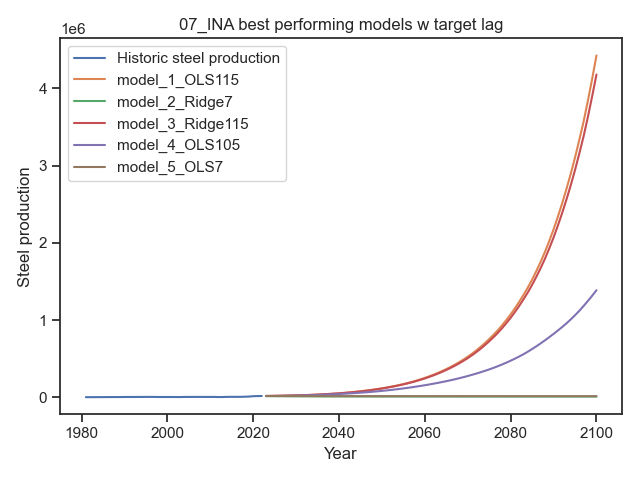 07_INA best performing models w target lag
1e6
Historic steel production
model_1_OLS115
model_2_Ridge7
model_3_Ridge115
model_4_OLS105
model_5_OLS7
Steel production
4
3
2
1
0
1980
2000
2020
2040
2060
2080
2100
Year